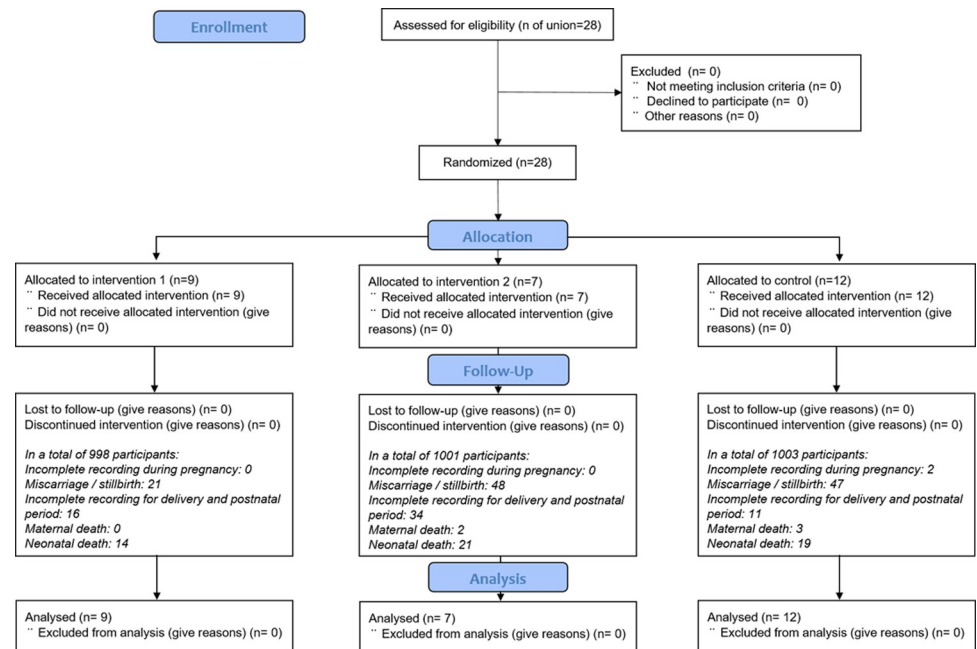 Enrollment
Assessed for eligibility (n of union=28)
Excluded (n= 0)
¨ Not meeting inclusion criteria (n= 0)
¨ Declined to participate (n= 0)
¨ Other reasons (n= 0)
Randomized (n=28)
Allocation
Allocated to intervention 1 (n=9)
¨ Received allocated intervention (n= 9)
¨ Did not receive allocated intervention (give
reasons) (n= 0)
Allocated to intervention 2 (n=7)
¨ Received allocated intervention (n= 7)
¨ Did not receive allocated intervention (give
reasons) (n= 0)
Allocated to control (n=12)
¨ Received allocated intervention (n= 12)
¨ Did not receive allocated intervention (give
reasons) (n= 0)
Follow-Up
Lost to follow-up (give reasons) (n= 0)
Discontinued intervention (give reasons) (n= 0)
In a total of 998 participants:
Incomplete recording during pregnancy: 0
Miscarriage / stillbirth: 21
Incomplete recording for delivery and postnatal
period: 16
Maternal death: 0
Neonatal death: 14
Lost to follow-up (give reasons) (n= 0)
Discontinued intervention (give reasons) (n= 0)
In a total of 1001 participants:
Incomplete recording during pregnancy: 0
Miscarriage / stillbirth: 48
Incomplete recording for delivery and postnatal
period: 34
Maternal death: 2
Neonatal death: 21
Lost to follow-up (give reasons) (n= 0)
Discontinued intervention (give reasons) (n= 0)
In a total of 1003 participants:
Incomplete recording during pregnancy: 2
Miscarriage / stillbirth: 47
Incomplete recording for delivery and postnatal
period: 11
Maternal death: 3
Neonatal death: 19
Analysis
Analysed (n= 9)
¨ Excluded from analysis (give reasons) (n= 0)
Analysed (n= 7)
¨ Excluded from analysis (give reasons) (n= 0)
Analysed (n= 12)
¨ Excluded from analysis (give reasons) (n= 0)